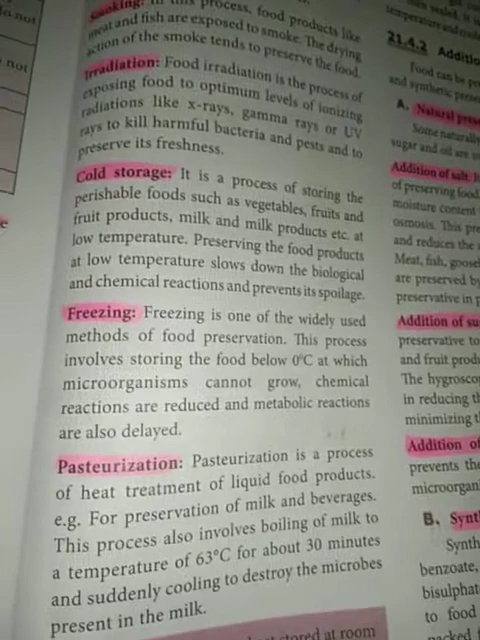 do not
not
Smoking: In this process, food products like
meat and fish are exposed to smoke. The drying
action of the smoke tends to preserve the food.
Irradiation: Food irradiation is the process of
exposing food to optimum levels of ionizing
radiations like x-rays, gamma rays or UV
rays to kill harmful bacteria and pests and to
preserve its freshness.
Cold storage: It is a process of storing the
perishable foods such as vegetables, fruits and
fruit products, milk and milk products etc. at
low temperature. Preserving the food products
at low temperature slows down the biological
and chemical reactions and prevents its spoilage.
Freezing: Freezing is one of the widely used
methods of food preservation. This process
involves storing the food below 0°C at which
microorganisms cannot grow, chemical
reactions are reduced and metabolic reactions
are also delayed.
Pasteurization: Pasteurization is a process
of heat treatment of liquid food products.
e.g. For preservation of milk and beverages.
This process also involves boiling of milk to
a temperature of 63°C for about 30 minutes
and suddenly cooling to destroy the microbes
present in the milk.
stored at room
21.4.2 Additio
Food can be pr
and synthetic prese
A. Natural pres
Some naturally
sugar and oil are u
Addition of salt: It
of preserving food
moisture content
osmosis. This pre
and reduces the
Meat, fish, goose
are preserved by
preservative in p
Addition of su
preservative to
and fruit produ
The hygrosco
in reducing th
minimizing t
Addition of
prevents the
microorgan
B. Synt
Synth
benzoate,
bisulphat
to food
packed